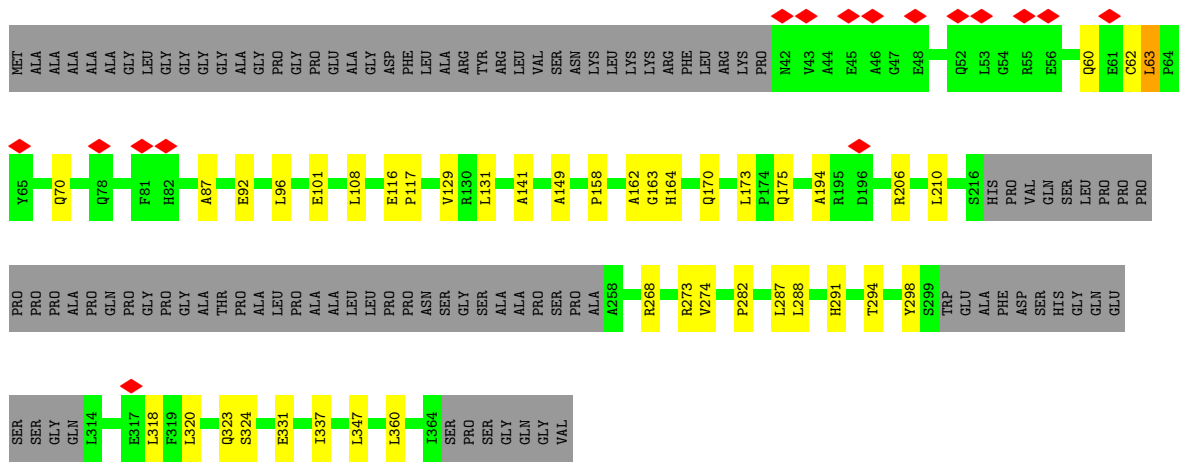 MET ALA ALA ALA ALA ALA ALA GLY LEU GLY GLY GLY GLY ALA GLY PRO GLY PRO GLU ALA GLY ASP PHE LEU ALA ARG TYR ARG LEU VAL SER ASN LYS LEU LYS LYS ARG PHE LEU ARG LYS PRO N42 V43 A44 E45 A46 G47 E48 Q52 L53 G54 R55 E56 Q60 E61 C62 L63 P64
Y65 Q70 Q78 F81 H82 A87 E92 L96 E101 L108 E116 P117 V129 R130 L131 A141 A149 P158 A162 G163 H164 Q170 L173 P174 Q175 A194 R195 D196 R206 L210 S216 HIS PRO VAL GLN SER LEU PRO PRO PRO
PRO PRO PRO ALA PRO GLN GLY PRO GLY PRO GLY ALA THR PRO ALA LEU PRO ALA ALA LEU LEU PRO PRO ASN SER GLY SER ALA ALA PRO SER PRO ALA A258 R268 R273 V274 P282 L287 L288 H291 T294 Y298 S299 TRP GLU ALA PHE ASP SER HIS GLY GLN GLU
SER SER GLY GLN L314 E317 L318 F319 L320 Q323 S324 E331 I337 L347 L360 I364 SER PRO SER GLY GLN GLY VAL